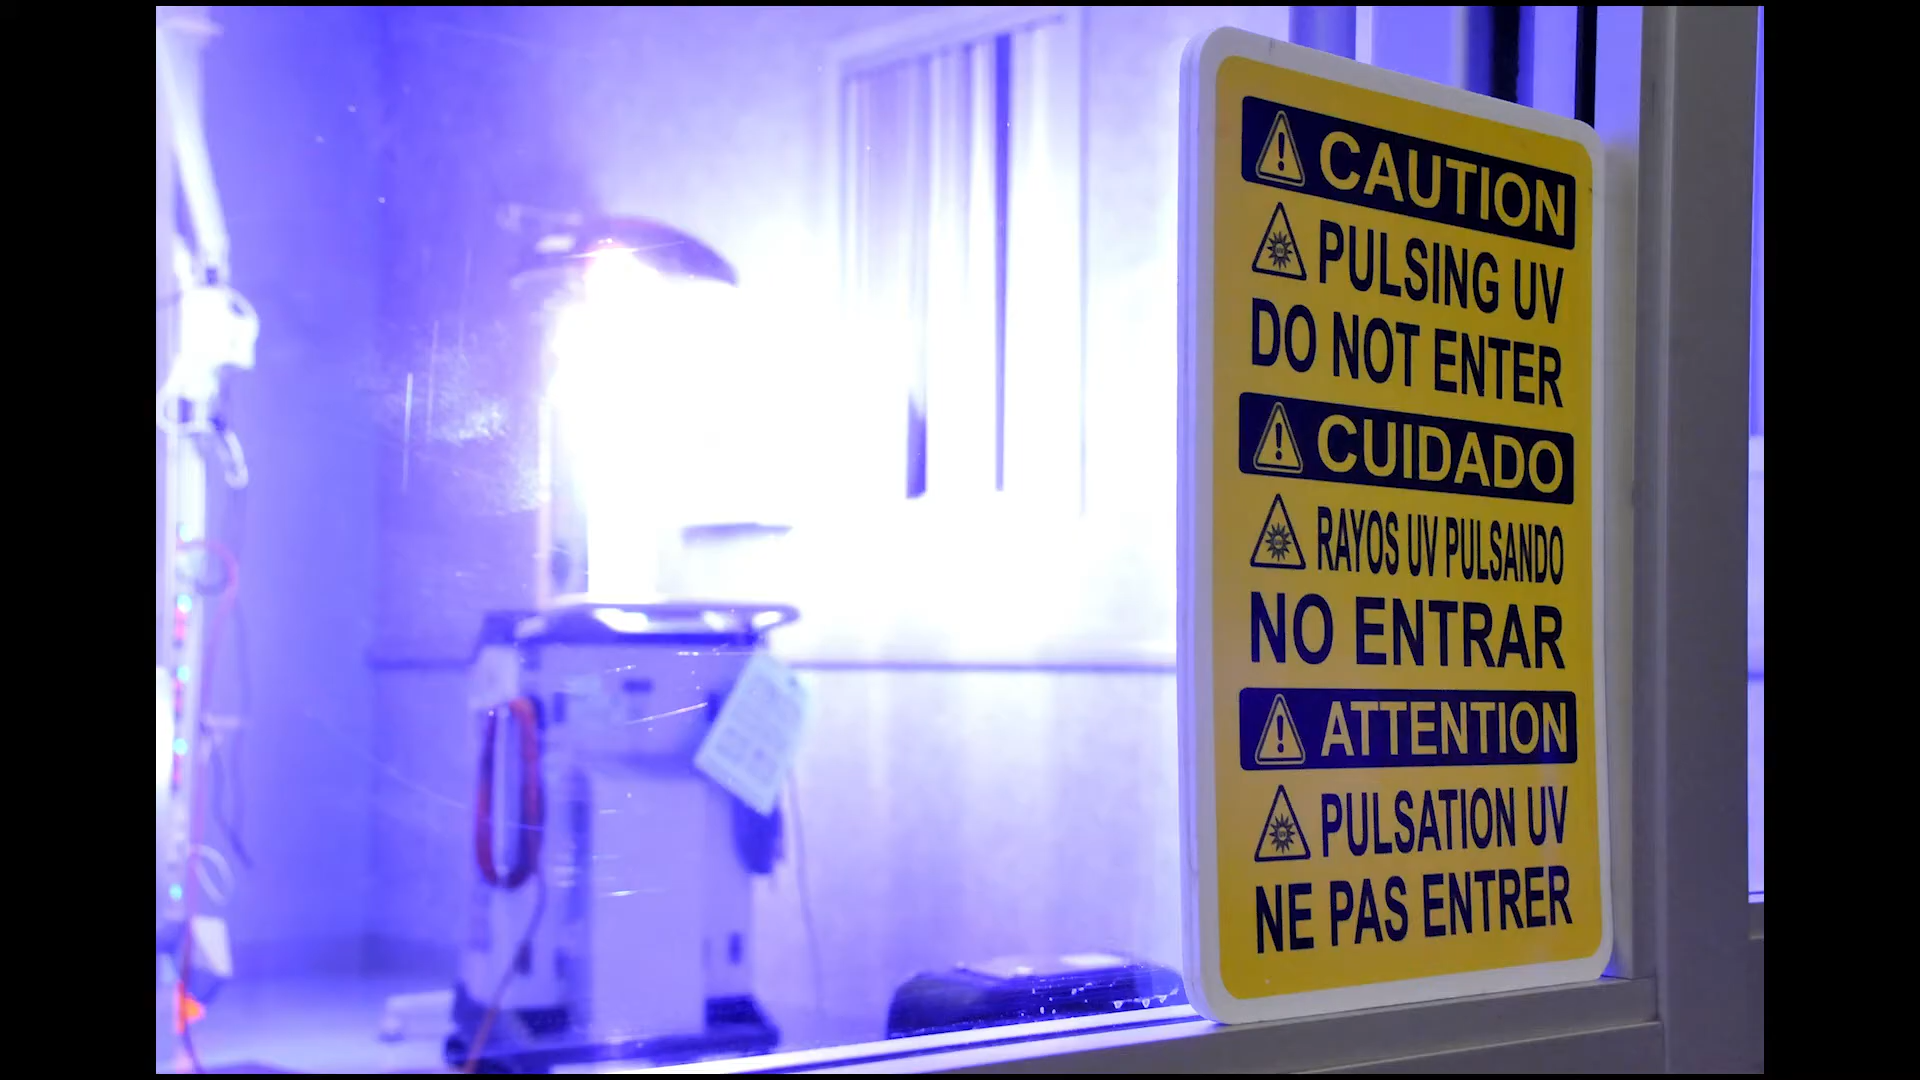 CAUTION
PULSING UV
DO NOT ENTER
CUIDADO
RAYOS UV PULSANDO
NO ENTRAR
ATTENTION
PULSATION UV
NE PAS ENTRER